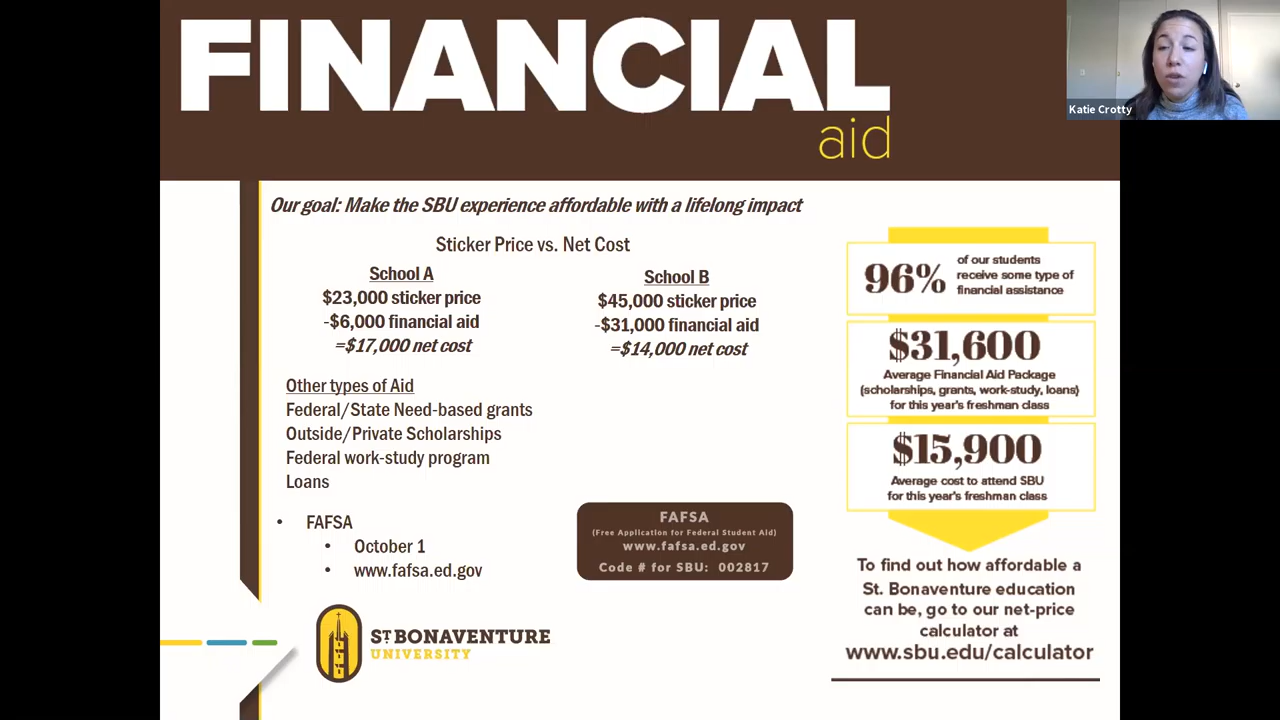 FINANCIAL
aid
Katie Crotty
Our goal: Make the SBU experience affordable with a lifelong impact
Sticker Price vs. Net Cost
School A
$23,000 sticker price
-$6,000 financial aid
=$17,000 net cost
School B
$45,000 sticker price
-$31,000 financial aid
=$14,000 net cost
Other types of Aid
Federal/State Need-based grants
Outside/Private Scholarships
Federal work-study program
Loans
• FAFSA
• October 1
• www.fafsa.ed.gov
FAFSA
(Free Application for Federal Student Aid)
www.fafsa.ed.gov
Code # for SBU: 002817
ST. BONAVENTURE
UNIVERSITY
96%
of our students
receive some type of
financial assistance
$31,600
Average Financial Aid Package
(scholarships, grants, work-study, loans)
for this year's freshman class
$15,900
Average cost to attend SBU
for this year's freshman class
To find out how affordable a
St. Bonaventure education
can be, go to our net-price
calculator at
www.sbu.edu/calculator